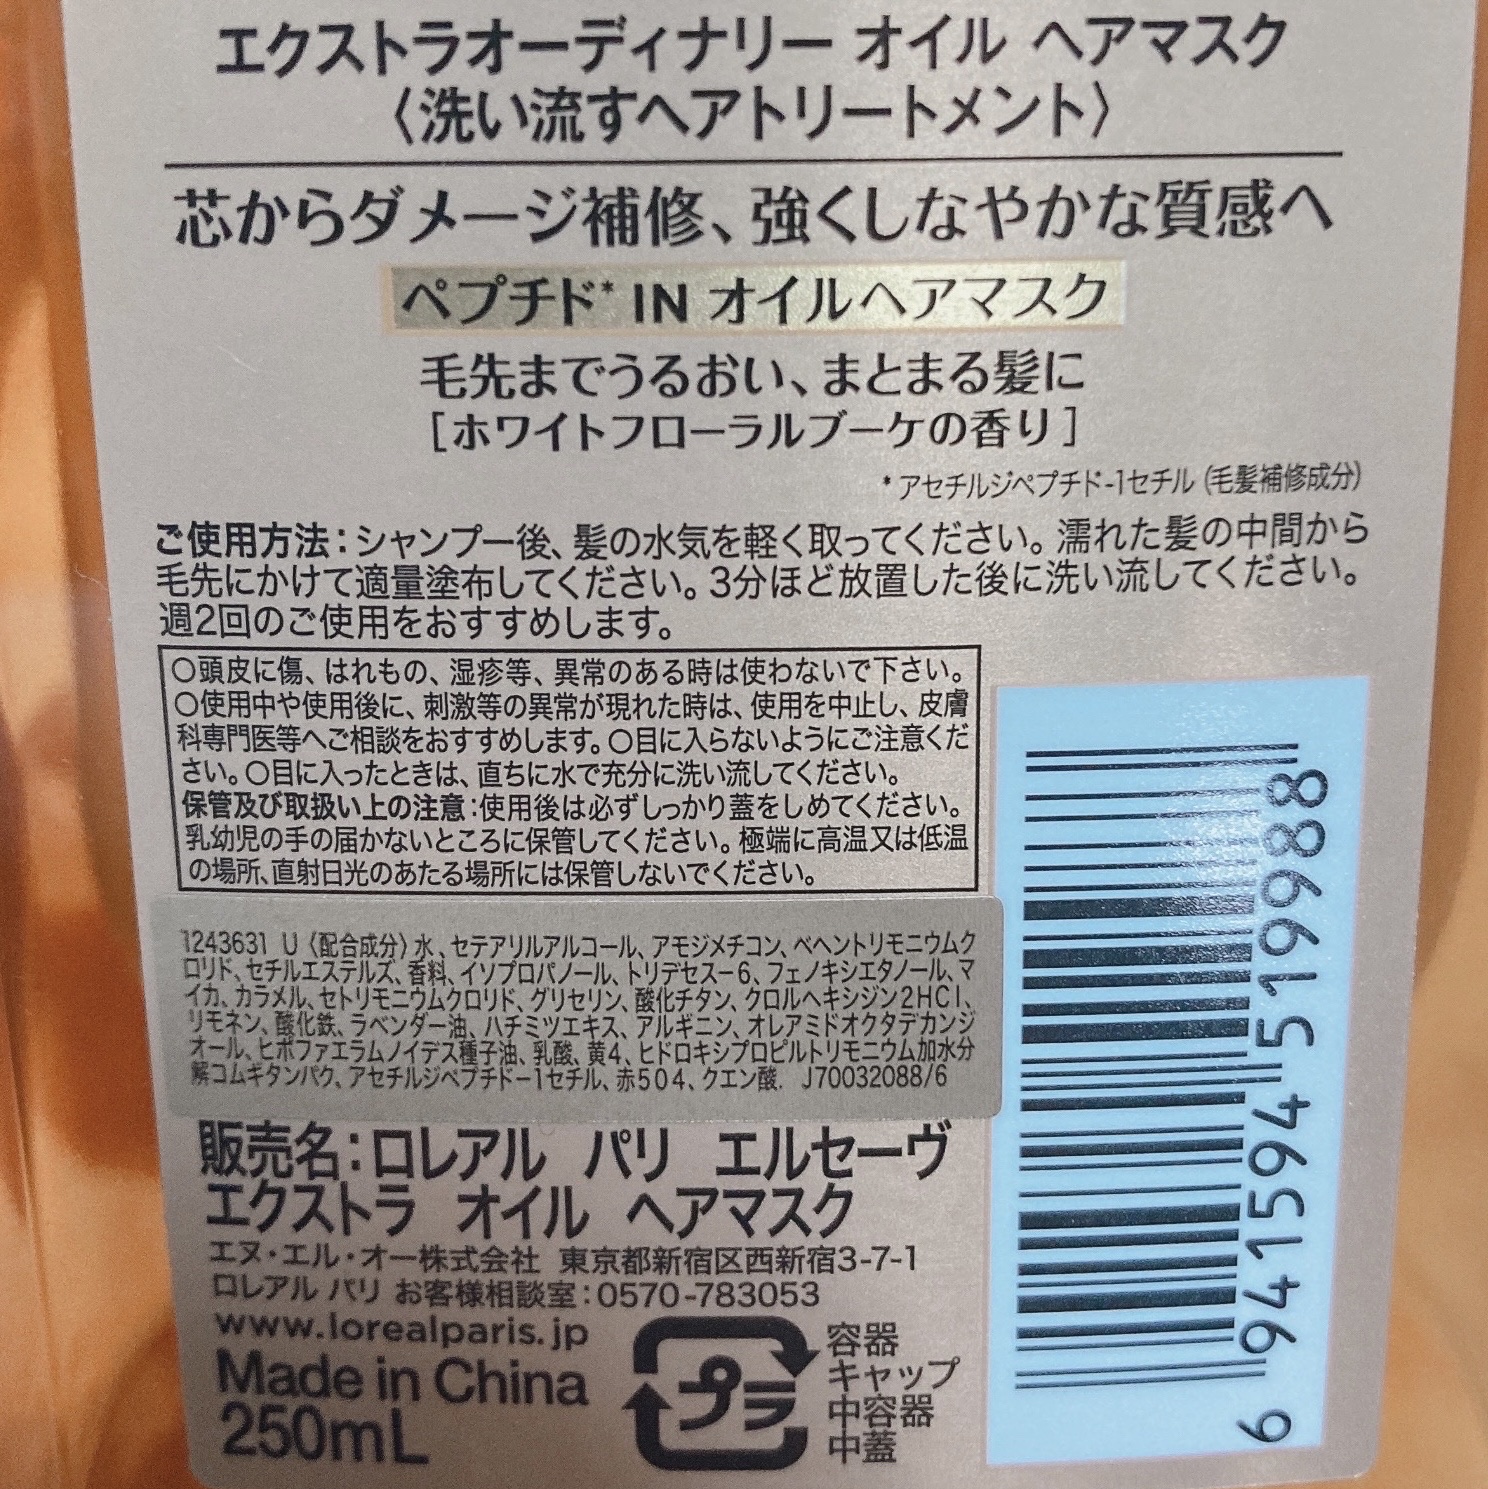 エクストラオーディナリー オイル ヘアマスク
〈洗い流すヘアトリートメント〉
芯からダメージ補修、強くしなやかな質感へ
ペプチド* IN オイルヘアマスク
毛先までうるおい、まとまる髪に
[ホワイトフローラルブーケの香り]
*アセチルジペプチド-1セチル (毛髪補修成分)
ご使用方法：シャンプー後、髪の水気を軽く取ってください。濡れた髪の中間から
毛先にかけて適量塗布してください。3分ほど放置した後に洗い流してください。
週2回のご使用をおすすめします。
○頭皮に傷、はれもの、湿疹等、異常のある時は使わないで下さい。
○使用中や使用後に、刺激等の異常が現れた時は、使用を中止し、皮膚
科専門医等へご相談をおすすめします。○目に入らないようにご注意くだ
さい。○目に入ったときは、直ちに水で充分に洗い流してください。
保管及び取扱い上の注意：使用後は必ずしっかり蓋をしめてください。
乳幼児の手の届かないところに保管してください。極端に高温又は低温
の場所、直射日光のあたる場所には保管しないでください。
1243631 U〈配合成分〉水、セテアリルアルコール、アモジメチコン、ベヘントリモニウムク
ロリド、セチルエステルズ、香料、イソプロパノール、トリデセス－6、フェノキシエタノール、マ
イカ、カラメル、セトリモニウムクロリド、グリセリン、酸化チタン、クロルヘキシジン2HCl、
リモネン、酸化鉄、ラベンダー油、ハチミツエキス、アルギニン、オレアミドオクタデカンジ
オール、ヒポファエラムノイデス種子油、乳酸、黄4、ヒドロキシプロピルトリモニウム加水分
解コムギタンパク、アセチルジペプチド－1セチル、赤504、クエン酸. J70032088/6
販売名：ロレアル パリ エルセーヴ
エクストラ オイル ヘアマスク
エヌ・エル・オー株式会社 東京都新宿区西新宿3-7-1
ロレアル パリ お客様相談室：0570-783053
www.lorealparis.jp
Made in China
250mL
プラ
容器
キャップ
中容器
中蓋
6 941594 519988